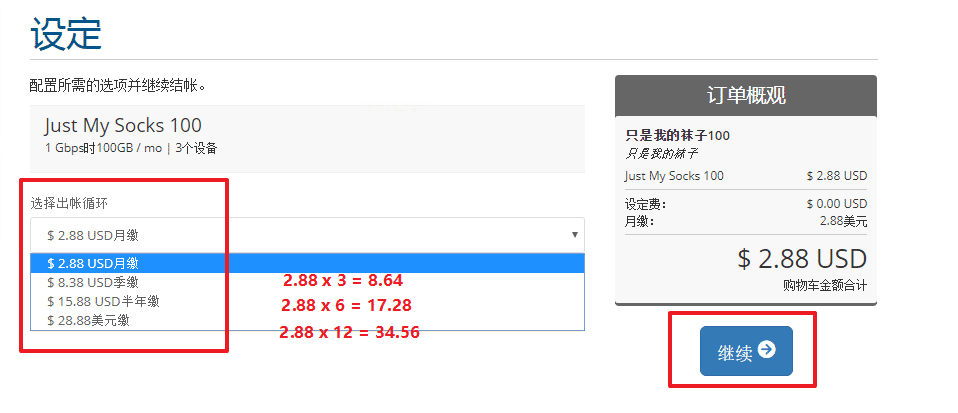 设定
配置所需的选项并继续结帐。
Just My Socks 100
1 Gbps时100GB / mo | 3个设备
选择出帐循环
$ 2.88 USD月缴
$ 2.88 USD月缴
$ 8.38 USD季缴
$ 15.88 USD半年缴
$ 28.88美元缴
2.88 x 3 = 8.64
2.88 x 6 = 17.28
2.88 x 12 = 34.56
订单概观
只是我的袜子100
只是我的袜子
Just My Socks 100 $ 2.88 USD
设定费： $ 0.00 USD
月缴： 2.88美元
$ 2.88 USD
购物车金额合计
继续